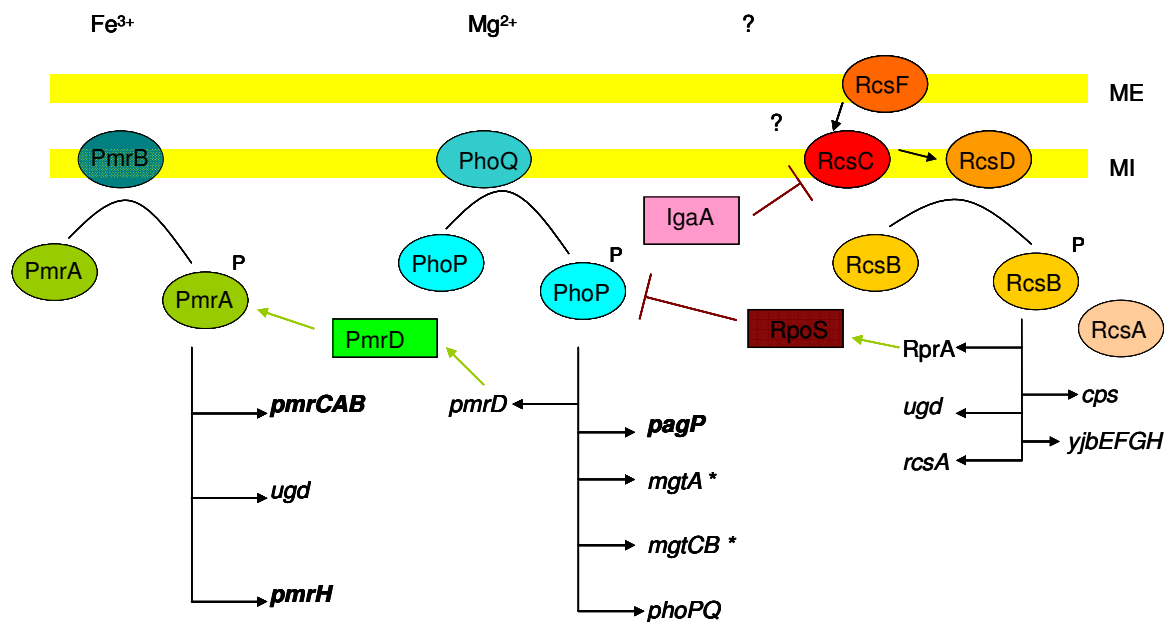 Fe³⁺ Mg²⁺ ?
RcsF
ME
?
PmrB PhoQ RcsC RcsD MI
IgaA
PmrA PhoP RcsB
P P P
PmrA PhoP RcsB
PmrD RpoS RprA RcsA
pmrCAB pmrD ugd cps
pagP
rcsA yjbEFGH
ugd mgtA *
mgtCB *
pmrH phoPQ